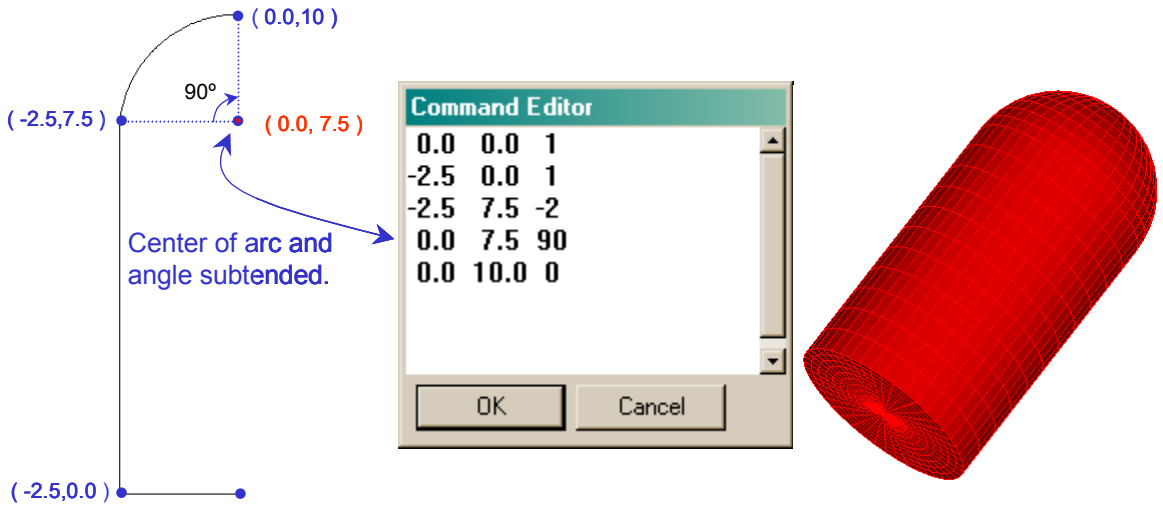 ( 0.0,10 )
90º
( -2.5,7.5 )
( 0.0, 7.5 )
Center of arc and
angle subtended.
( -2.5,0.0 )
Command Editor
0.0 0.0 1
-2.5 0.0 1
-2.5 7.5 -2
0.0 7.5 90
0.0 10.0 0
OK
Cancel